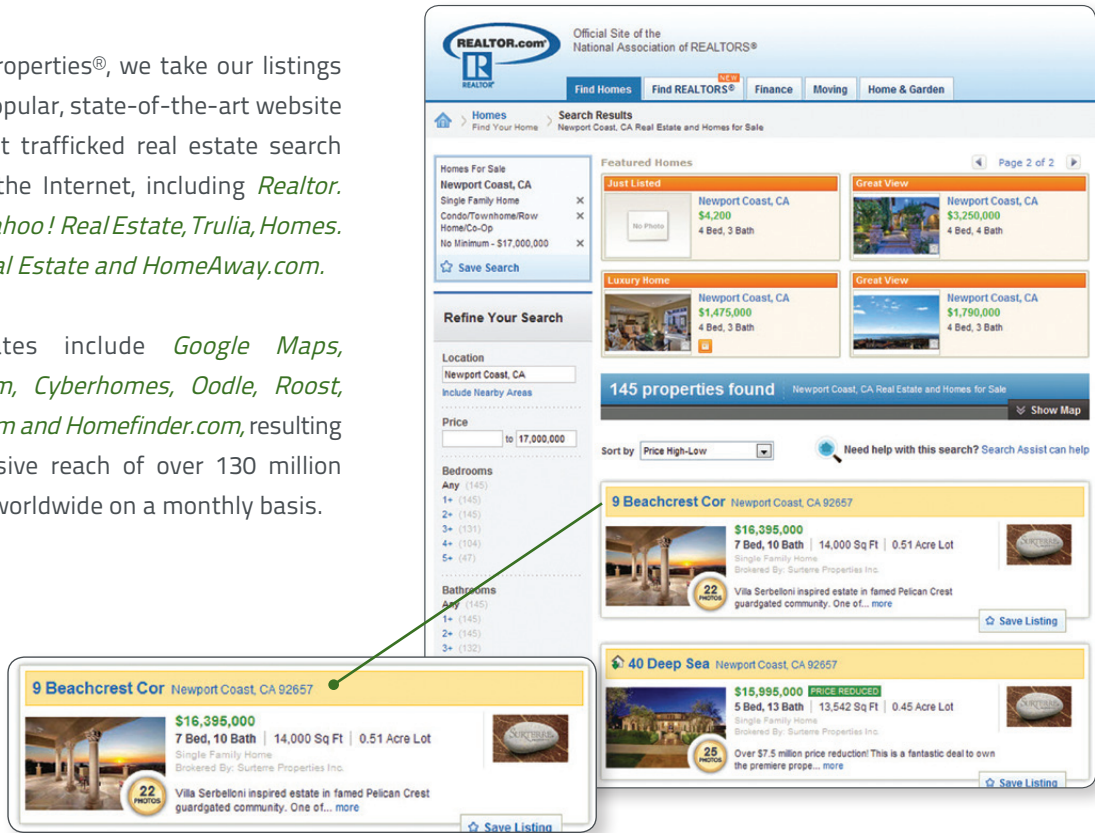 roperties®, we take our listings
opular, state-of-the-art website
t trafficked real estate search
the Internet, including Realtor.
ahoo! Real Estate, Trulia, Homes.
al Estate and HomeAway.com.
ates include Google Maps,
m, Cyberhomes, Oodle, Roost,
m and Homefinder.com, resulting
sive reach of over 130 million
worldwide on a monthly basis.
REALTOR.com®
REALTOR®
Official Site of the
National Association of REALTORS®
NEW
Find Homes Find REALTORS® Finance Moving Home & Garden
Homes
Find Your Home
Search Results
Newport Coast, CA Real Estate and Homes for Sale
Homes For Sale
Newport Coast, CA
Single Family Home
Condo/Townhome/Row
Home/Co-Op
No Minimum - $17,000,000
Save Search
Refine Your Search
Location
Newport Coast, CA
Include Nearby Areas
Price
to 17,000,000
Bedrooms
Any (145)
1+ (145)
2+ (145)
3+ (131)
4+ (104)
5+ (47)
Bathrooms
Any (145)
1+ (145)
2+ (145)
3+ (132)
Featured Homes
Page 2 of 2
Just Listed
No Photo
Newport Coast, CA
$4,200
4 Bed, 3 Bath
Great View
Newport Coast, CA
$3,250,000
4 Bed, 4 Bath
Luxury Home
Newport Coast, CA
$1,475,000
4 Bed, 3 Bath
Great View
Newport Coast, CA
$1,790,000
4 Bed, 3 Bath
145 properties found Newport Coast, CA Real Estate and Homes for Sale
Show Map
Sort by Price High-Low
Need help with this search? Search Assist can help
9 Beachcrest Cor Newport Coast, CA 92657
$16,395,000
7 Bed, 10 Bath | 14,000 Sq Ft | 0.51 Acre Lot
Single Family Home
Brokered By: Surterre Properties Inc.
22
PHOTOS
Villa Serbelloni inspired estate in famed Pelican Crest
guardgated community. One of... more
SURTERRE
Save Listing
40 Deep Sea Newport Coast, CA 92657
$15,995,000 PRICE REDUCED
5 Bed, 13 Bath | 13,542 Sq Ft | 0.45 Acre Lot
Single Family Home
Brokered By: Surterre Properties Inc.
25
PHOTOS
Over $7.5 million price reduction! This is a fantastic deal to own
the premiere prope... more
SURTERRE
Save Listing
9 Beachcrest Cor Newport Coast, CA 92657
$16,395,000
7 Bed, 10 Bath | 14,000 Sq Ft | 0.51 Acre Lot
Single Family Home
Brokered By: Surterre Properties Inc.
22
PHOTOS
Villa Serbelloni inspired estate in famed Pelican Crest
guardgated community. One of... more
SURTERRE
Save Listing